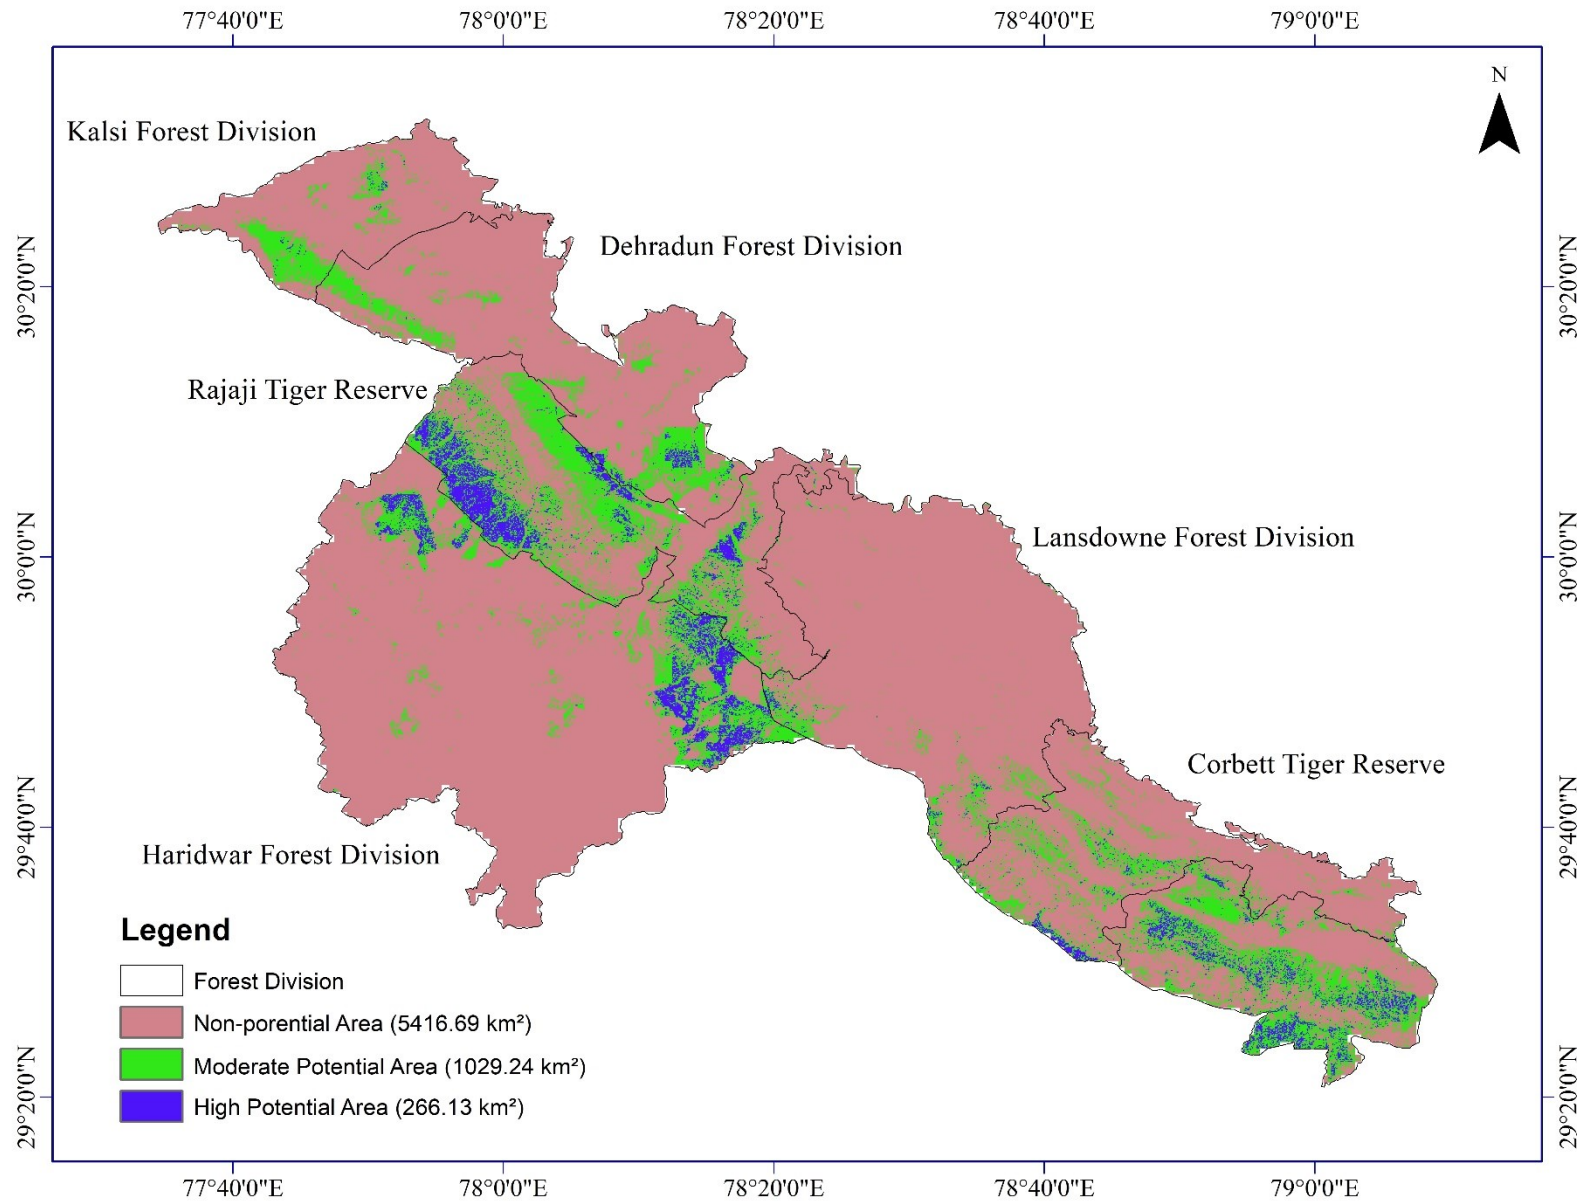 77°40'0"E
78°0'0"E
78°20'0"E
78°40'0"E
79°0'0"E
N
Kalsi Forest Division
Dehradun Forest Division
30°20'0"N
30°20'0"N
Rajaji Tiger Reserve
Lansdowne Forest Division
30°0'0"N
30°0'0"N
Corbett Tiger Reserve
29°40'0"N
29°40'0"N
Haridwar Forest Division
Legend
Forest Division
Non-porential Area (5416.69 km²)
Moderate Potential Area (1029.24 km²)
High Potential Area (266.13 km²)
29°20'0"N
29°20'0"N
77°40'0"E
78°0'0"E
78°20'0"E
78°40'0"E
79°0'0"E